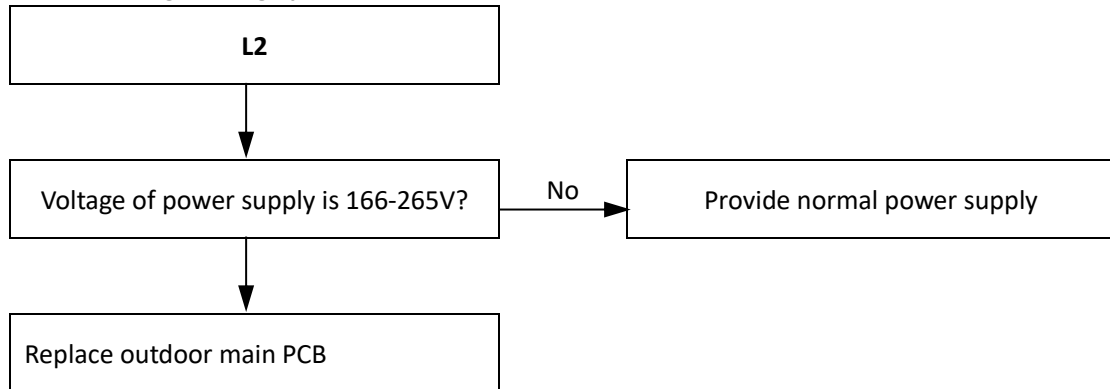 L2
Voltage of power supply is 166-265V?
No
Provide normal power supply
Replace outdoor main PCB